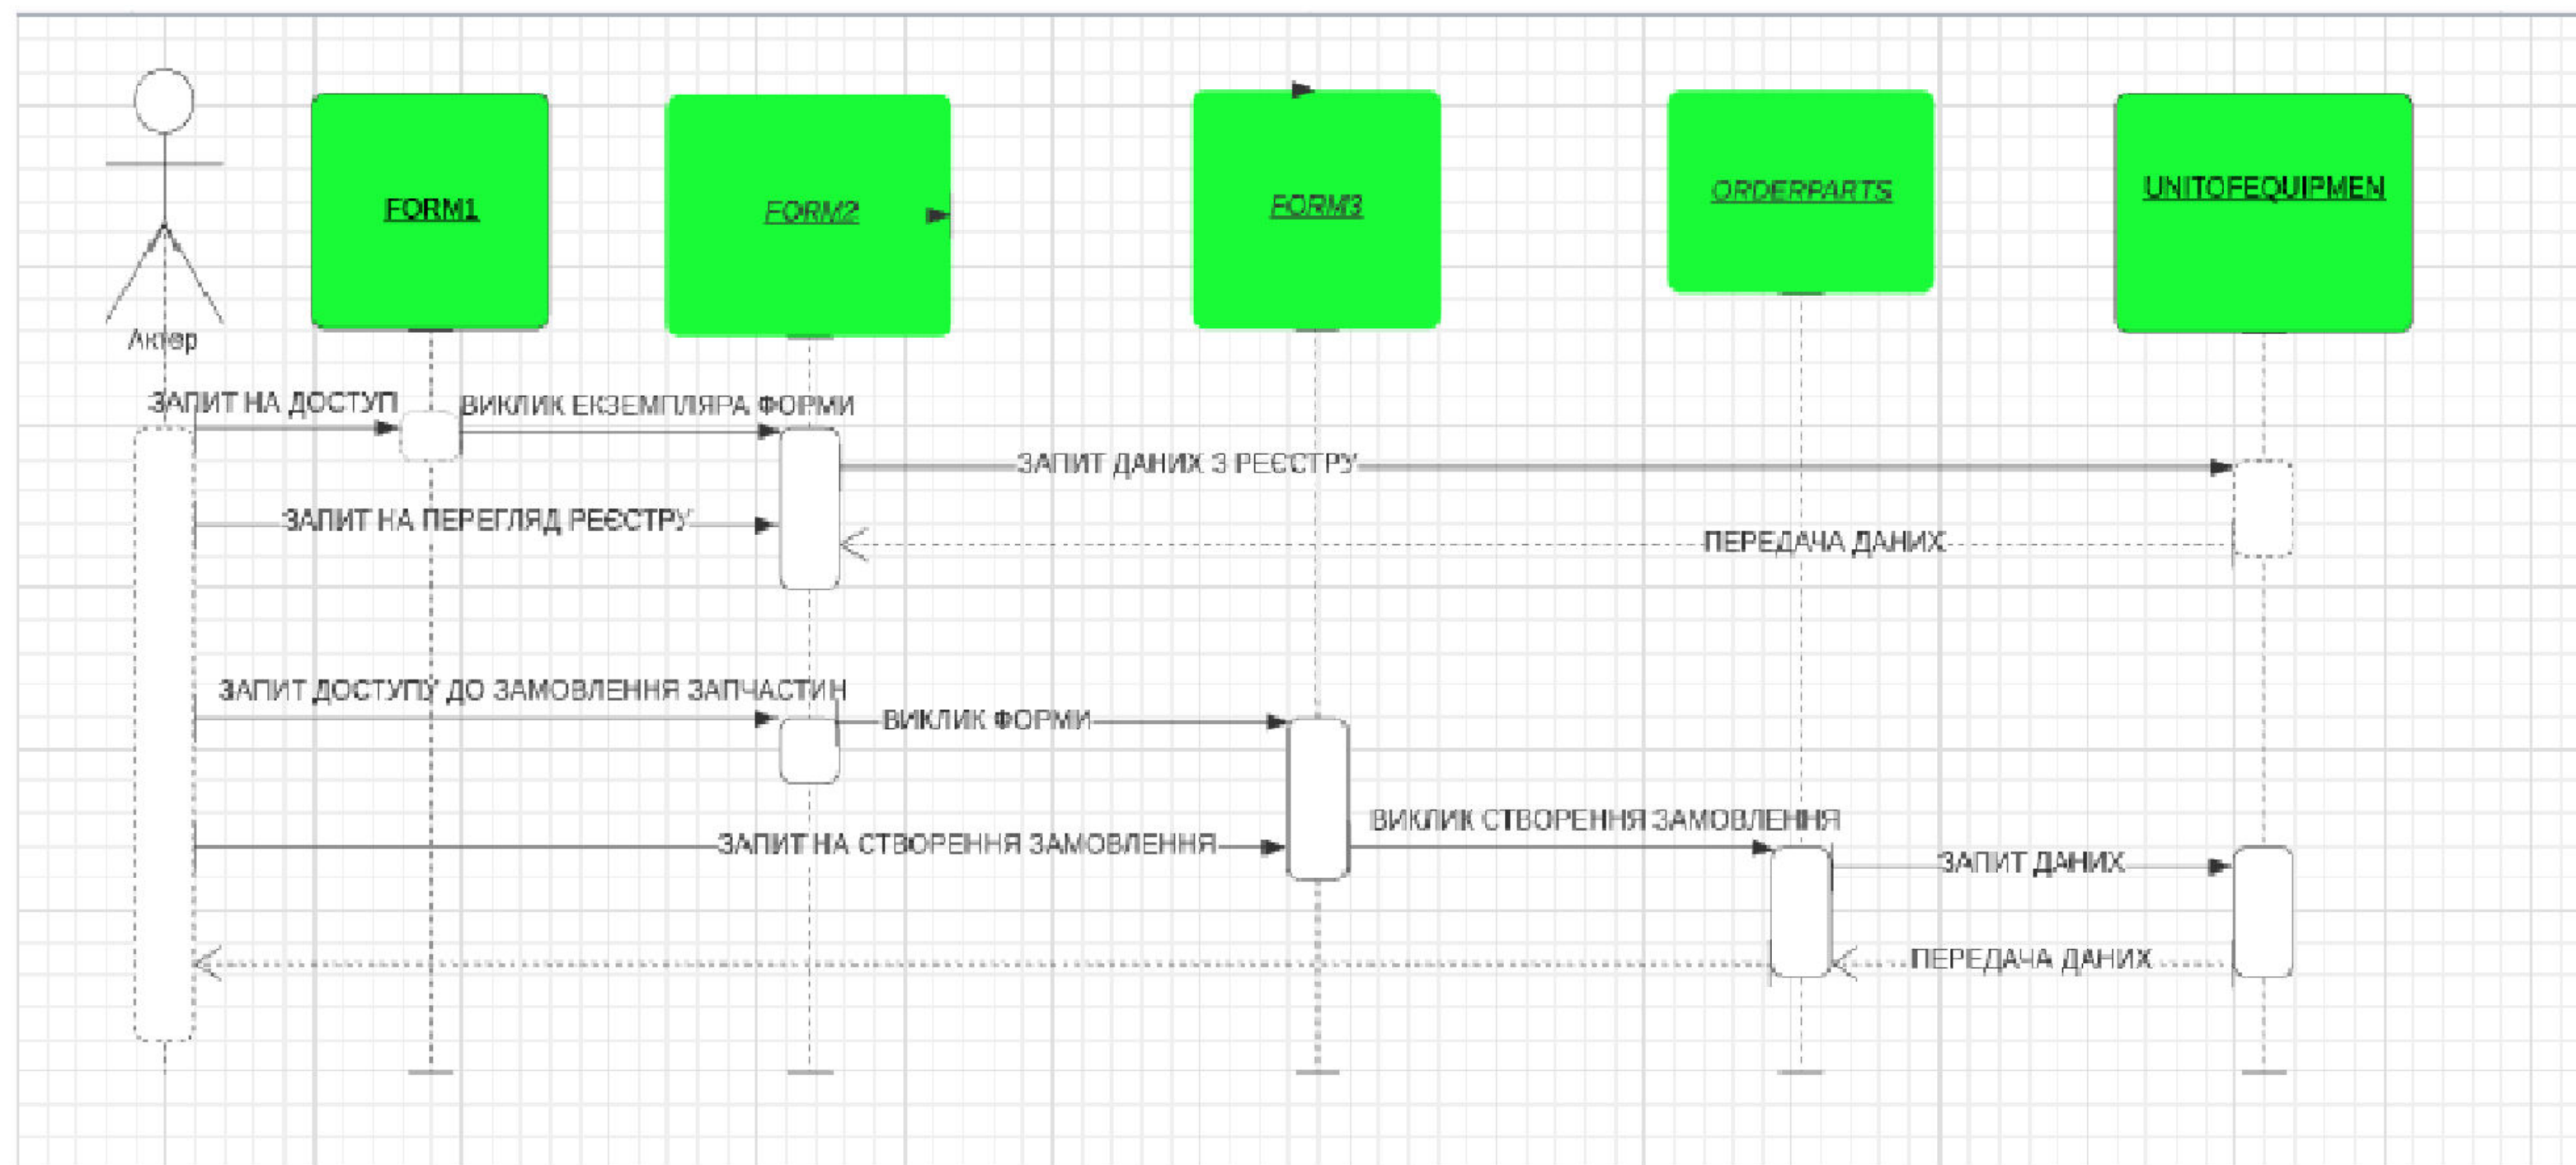 FORM1
FORM2
FORM3
ORDERPARTS
UNITOFEQUIPMEN
Актер
ЗАПИТ НА ДОСТУП
ВИКЛИК ЕКЗЕМПЛЯРА ФОРМИ
ЗАПИТ ДАНИХ З РЕЄСТРУ
ЗАПИТ НА ПЕРЕГЛЯД РЕЄСТРУ
ПЕРЕДАЧА ДАНИХ
ЗАПИТ ДОСТУПУ ДО ЗАМОВЛЕННЯ ЗАПЧАСТИН
ВИКЛИК ФОРМИ
ВИКЛИК СТВОРЕННЯ ЗАМОВЛЕННЯ
ЗАПИТ НА СТВОРЕННЯ ЗАМОВЛЕННЯ
ЗАПИТ ДАНИХ
ПЕРЕДАЧА ДАНИХ